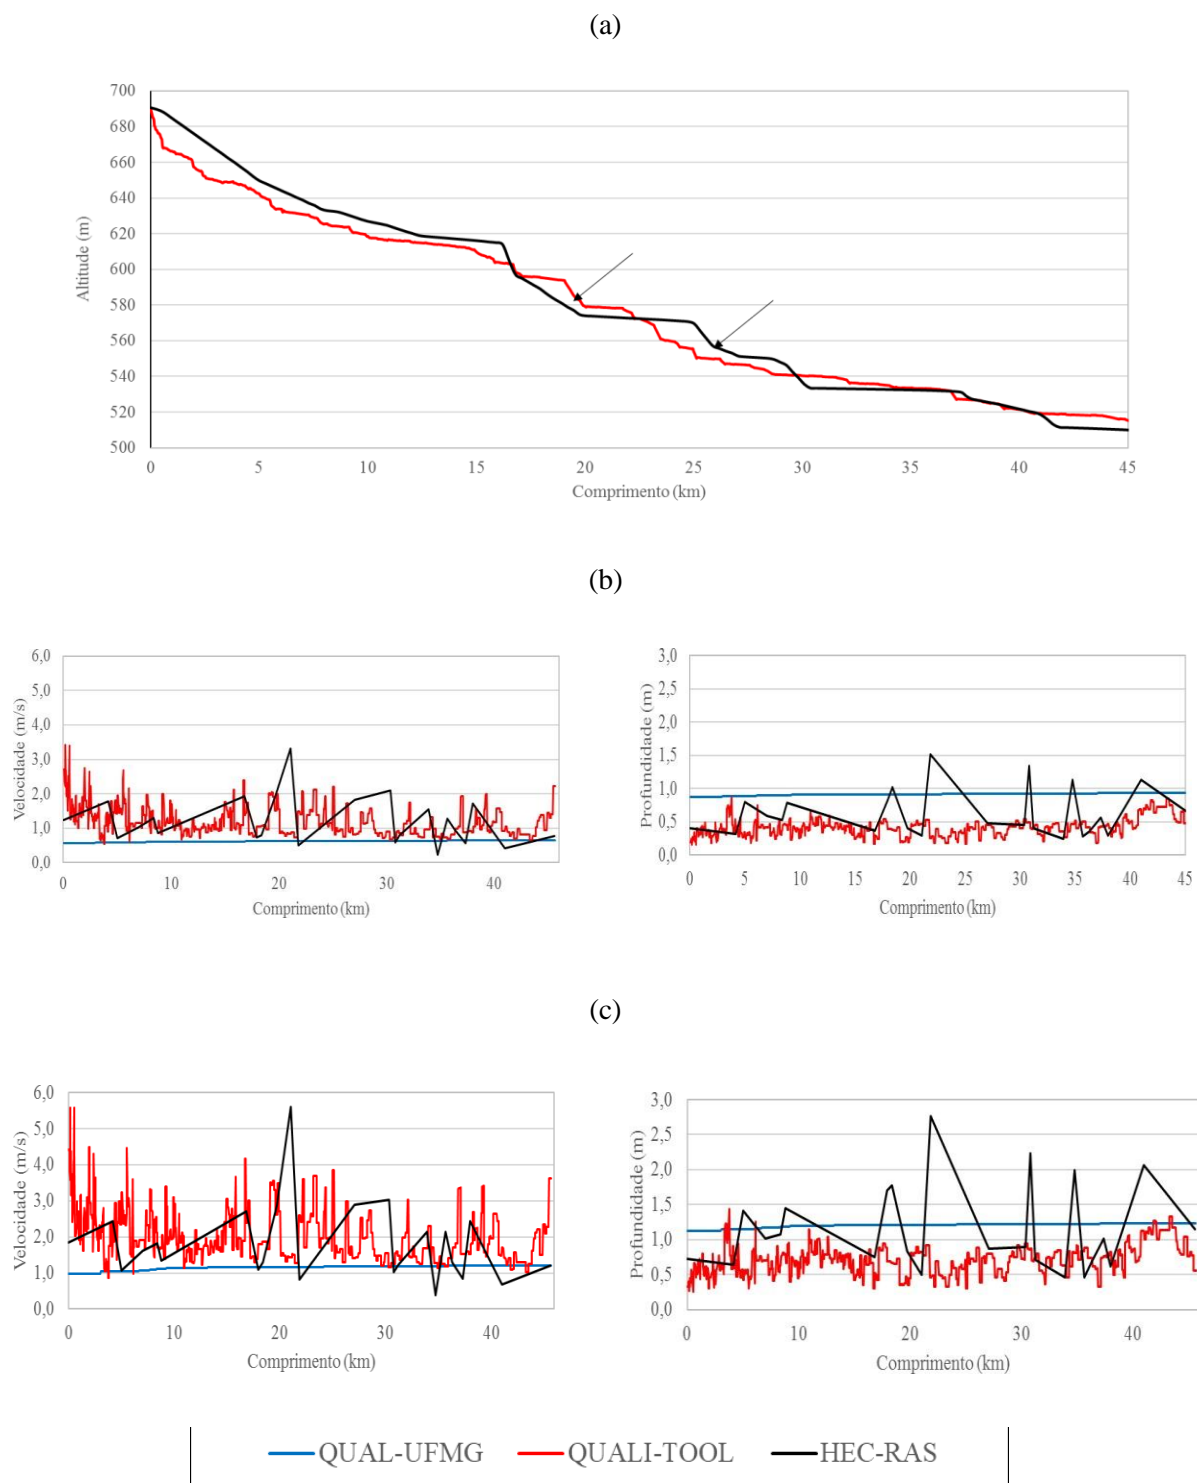 (a)
700
680
660
640
620
600
580
560
540
520
500
Altitude (m)
0 5 10 15 20 25 30 35 40 45
Comprimento (km)
(b)
6,0
5,0
4,0
3,0
2,0
1,0
0,0
Velocidade (m/s)
0 10 20 30 40
Comprimento (km)
3,0
2,5
2,0
1,5
1,0
0,5
0,0
Profundidade (m)
0 5 10 15 20 25 30 35 40 45
Comprimento (km)
(c)
6,0
5,0
4,0
3,0
2,0
1,0
0,0
Velocidade (m/s)
0 10 20 30 40
Comprimento (km)
3,0
2,5
2,0
1,5
1,0
0,5
0,0
Profundidade (m)
0 10 20 30 40
Comprimento (km)
QUAL-UFMG QUALI-TOOL HEC-RAS